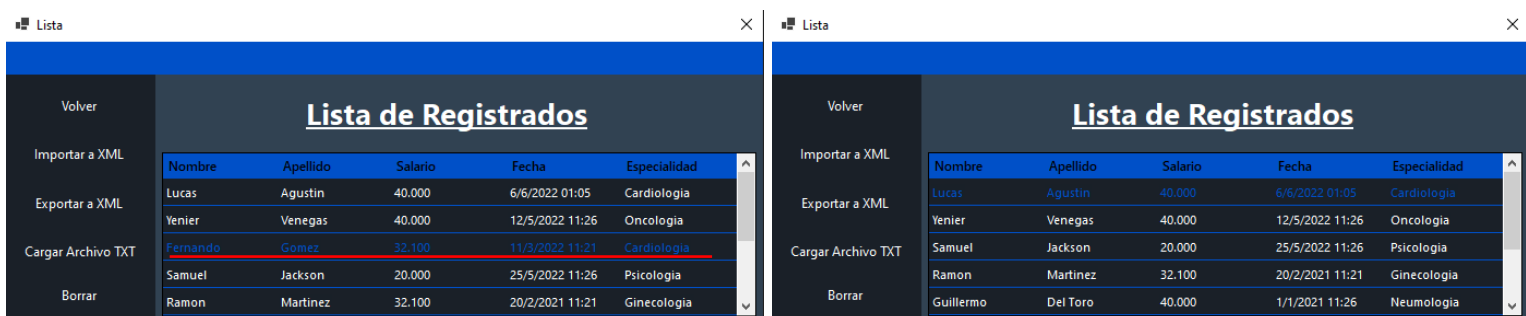 Lista
Lista de Registrados
Volver
Importar a XML
Exportar a XML
Cargar Archivo TXT
Borrar
Nombre Apellido Salario Fecha Especialidad
Lucas Agustin 40.000 6/6/2022 01:05 Cardiologia
Yenier Venegas 40.000 12/5/2022 11:26 Oncologia
Fernando Gomez 32.100 11/3/2022 11:21 Cardiologia
Samuel Jackson 20.000 25/5/2022 11:26 Psicologia
Ramon Martinez 32.100 20/2/2021 11:21 Ginecologia
Lista
Lista de Registrados
Volver
Importar a XML
Exportar a XML
Cargar Archivo TXT
Borrar
Nombre Apellido Salario Fecha Especialidad
Lucas Agustin 40.000 6/6/2022 01:05 Cardiologia
Yenier Venegas 40.000 12/5/2022 11:26 Oncologia
Samuel Jackson 20.000 25/5/2022 11:26 Psicologia
Ramon Martinez 32.100 20/2/2021 11:21 Ginecologia
Guillermo Del Toro 40.000 1/1/2021 11:26 Neumologia